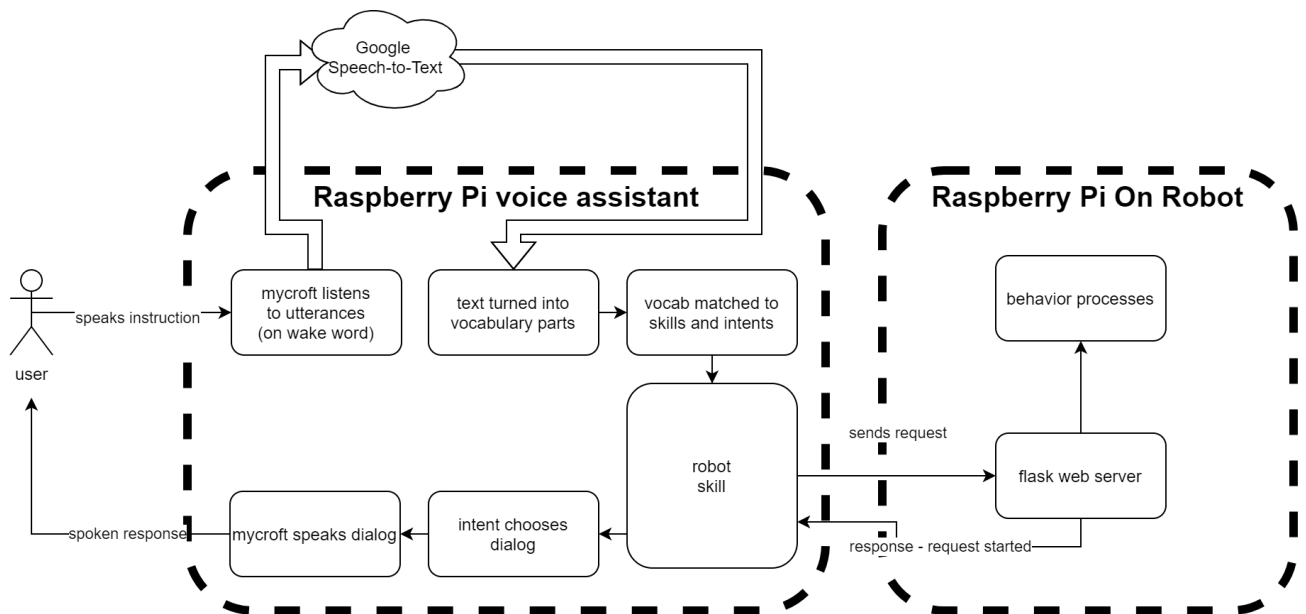 Google
Speech-to-Text
Raspberry Pi voice assistant
Raspberry Pi On Robot
mycroft listens
to utterances
(on wake word)
text turned into
vocabulary parts
vocab matched to
skills and intents
behavior processes
speaks instruction
user
sends request
robot
skill
flask web server
mycroft speaks dialog
intent chooses
dialog
spoken response
response - request started